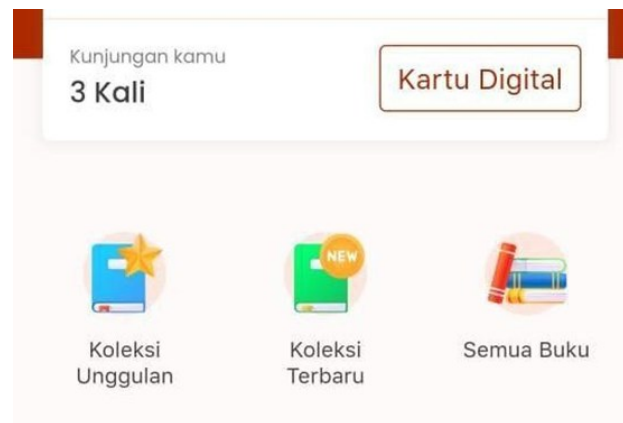 Kunjungan kamu
3 Kali
Kartu Digital
NEW
Koleksi
Unggulan
Koleksi
Terbaru
Semua Buku